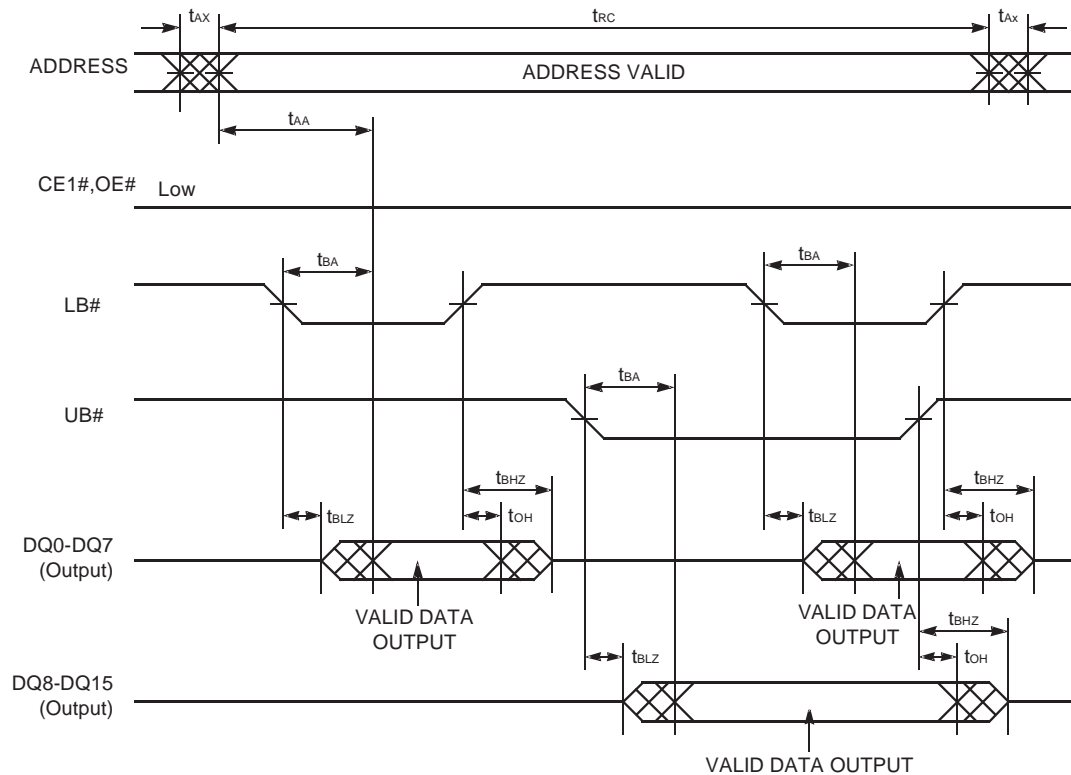 tAX tRC tAx
ADDRESS ADDRESS VALID
tAA
CE1#,OE# Low
tBA tBA
LB#
tBA
UB#
tBHZ tBHZ
tBLZ tOH tBLZ tOH
DQ0-DQ7
(Output)
VALID DATA
OUTPUT
VALID DATA
OUTPUT
tBHZ
tBLZ tOH
DQ8-DQ15
(Output)
VALID DATA OUTPUT